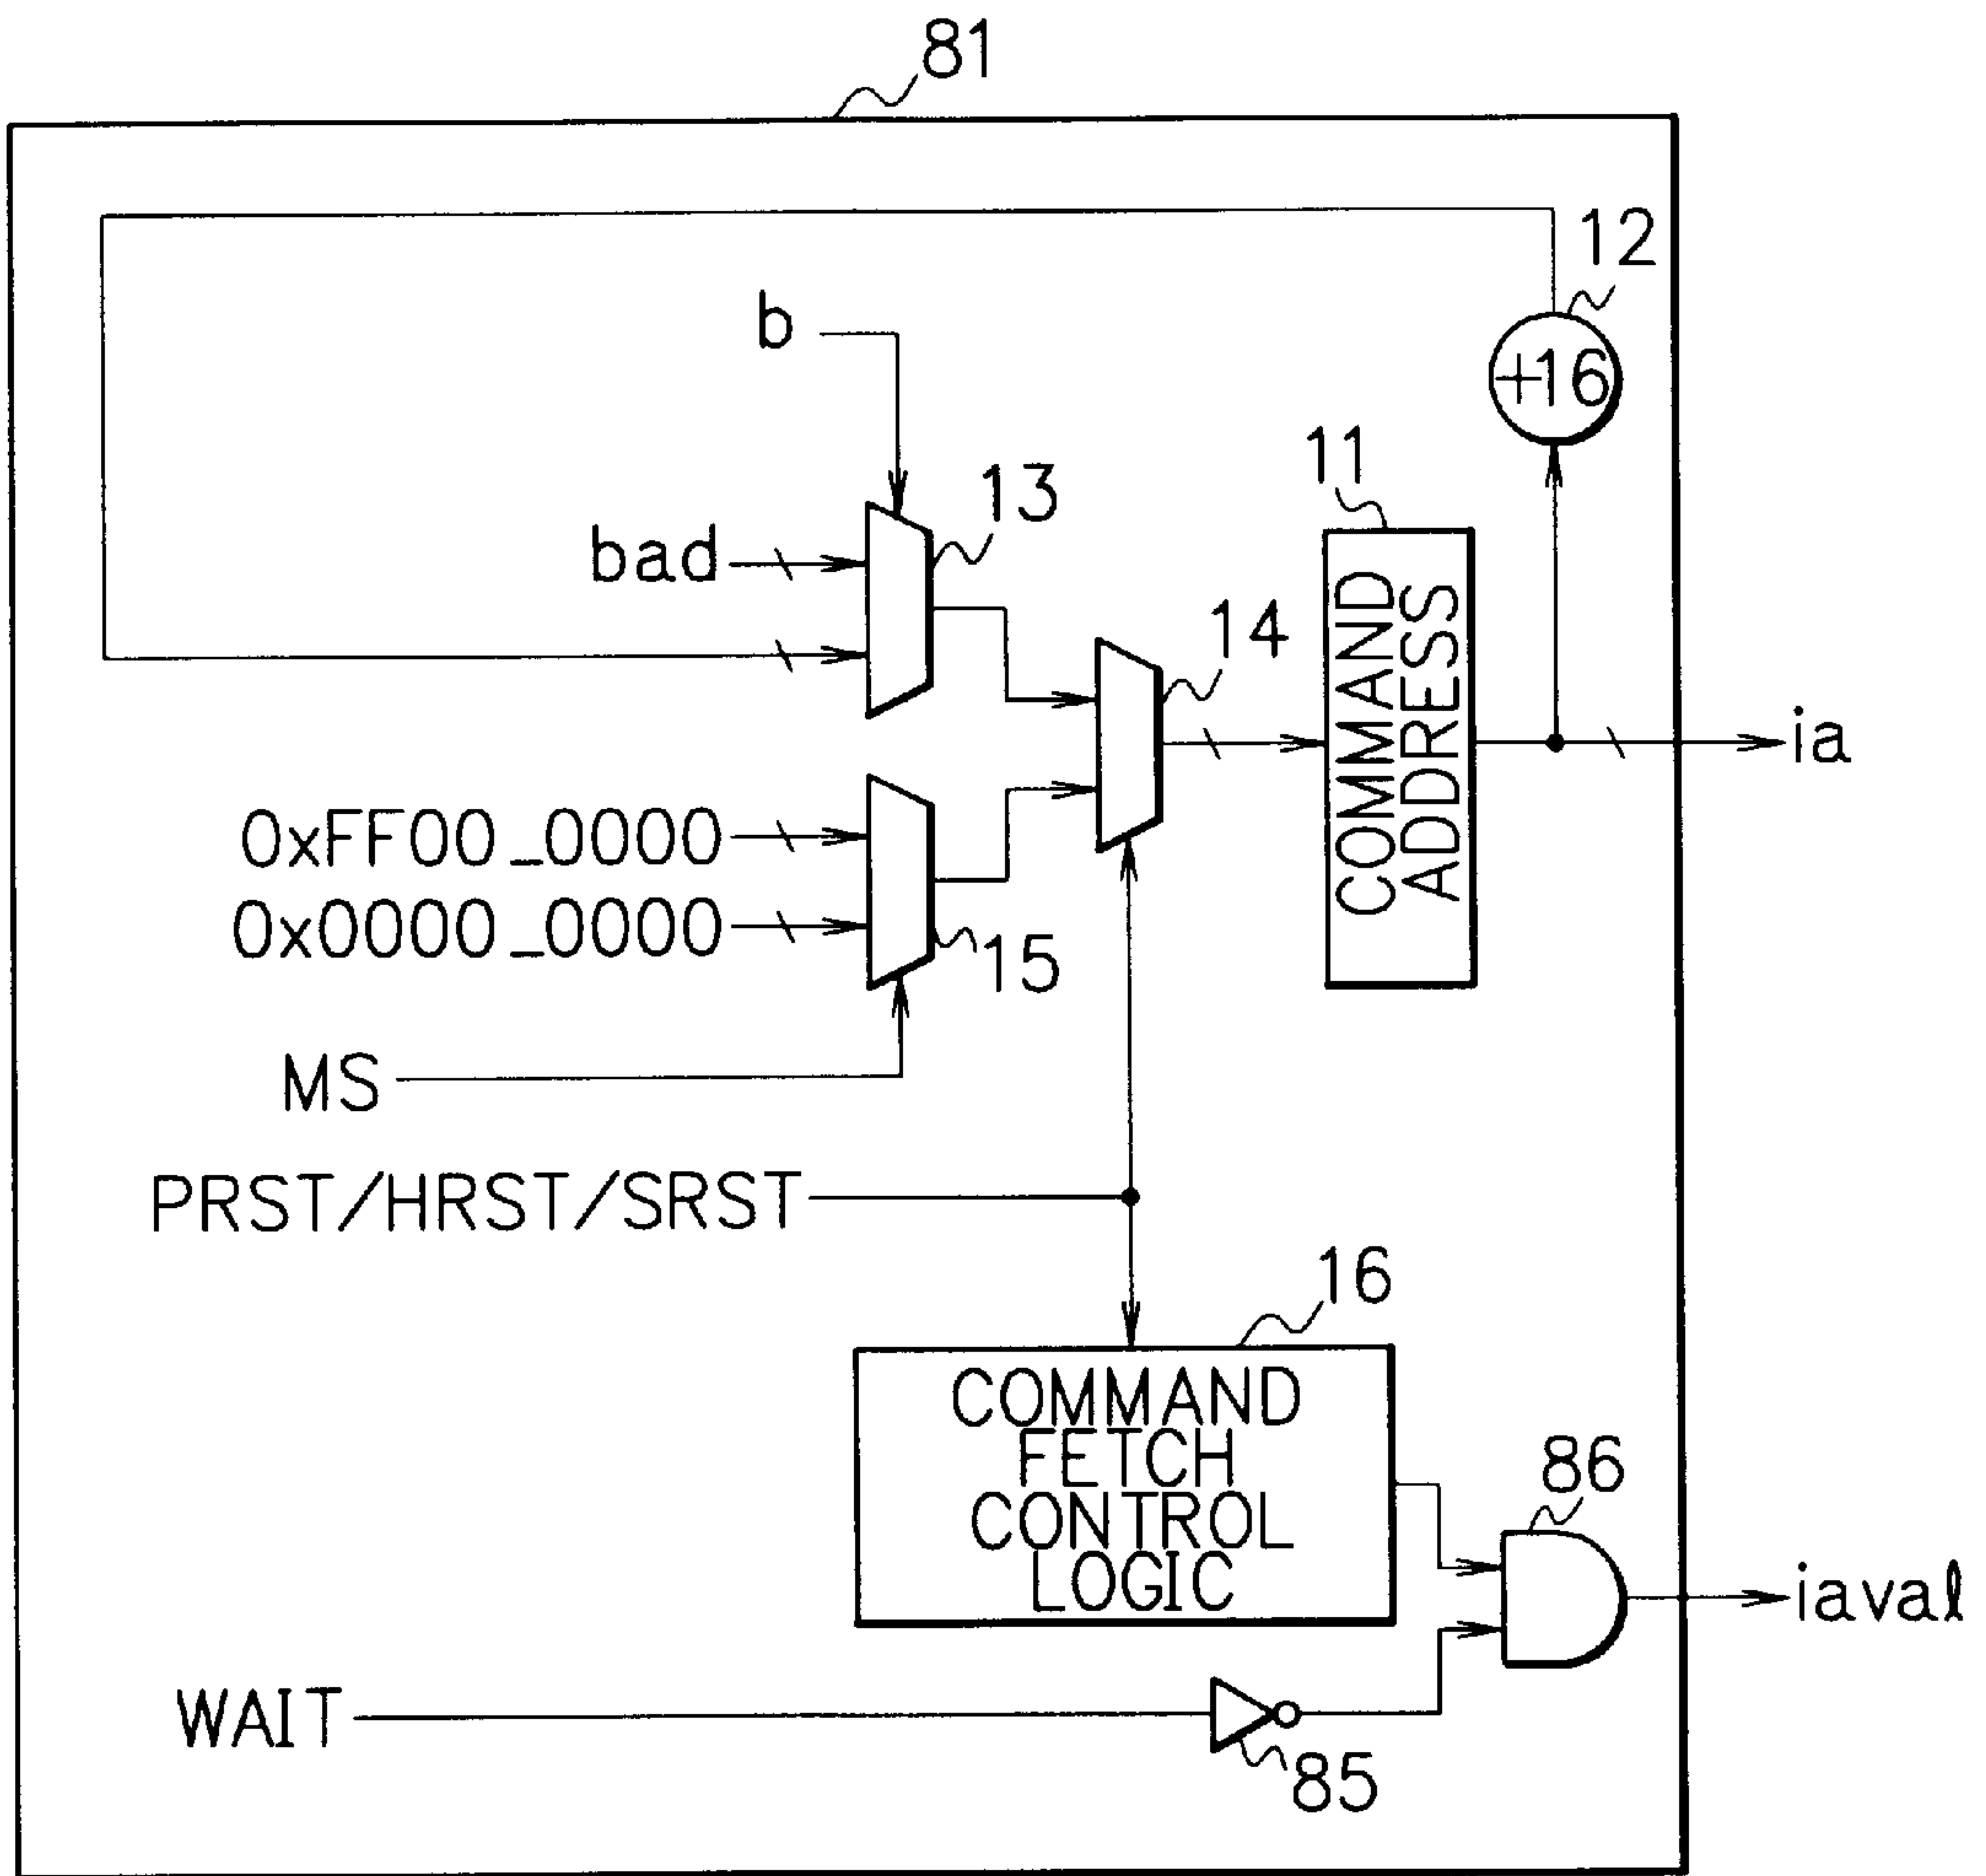 81
12
b
+16
11
13
bad
14
COMMAND
ADDRESS
ia
0xFF00_0000
0x0000_0000
15
MS
PRST/HRST/SRST
16
COMMAND
FETCH
CONTROL
LOGIC
86
iaval
WAIT
85